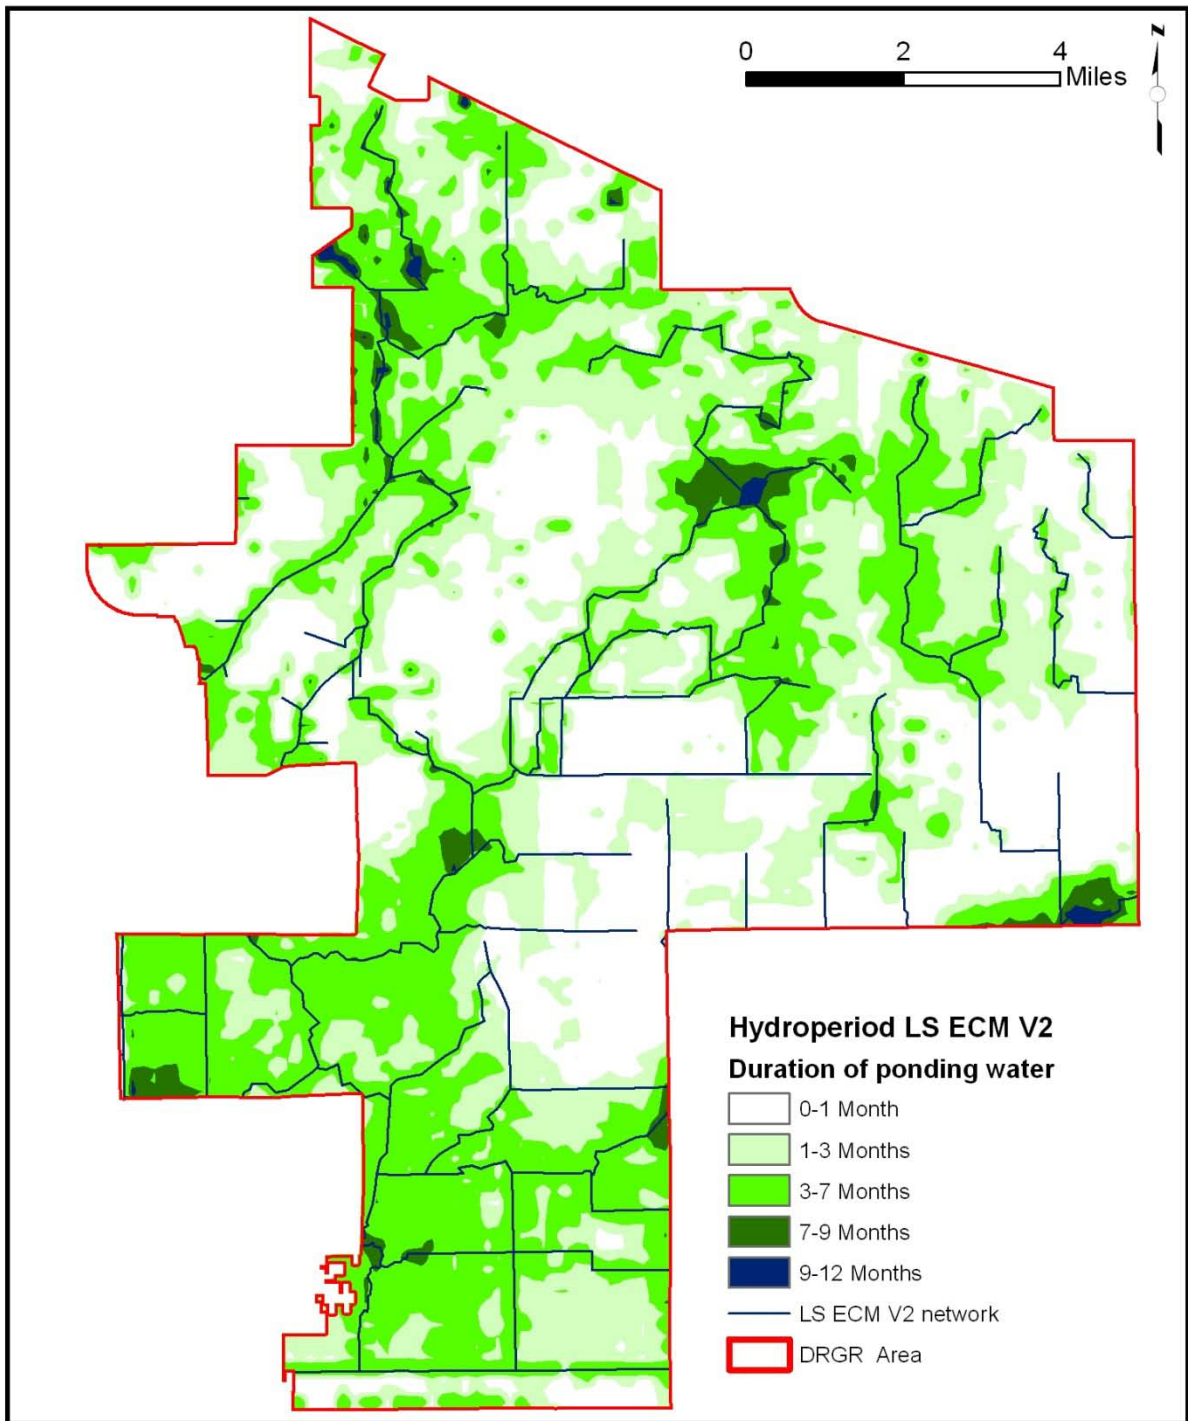 0 2 4
Miles
N
Hydroperiod LS ECM V2
Duration of ponding water
0-1 Month
1-3 Months
3-7 Months
7-9 Months
9-12 Months
LS ECM V2 network
DRGR Area